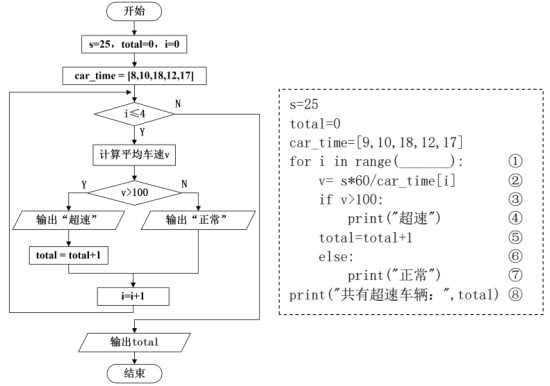 开始
s=25，total=0，i=0
car_time = [8,10,18,12,17]
i≤4
N
Y
计算平均车速v
Y
v>100
N
输出“超速”
输出“正常”
total = total+1
i=i+1
输出total
结束
s=25
total=0
car_time=[9,10,18,12,17]
for i in range(______): ①
v= s*60/car_time[i] ②
if v>100: ③
print("超速") ④
total=total+1 ⑤
else: ⑥
print("正常") ⑦
print("共有超速车辆：",total) ⑧